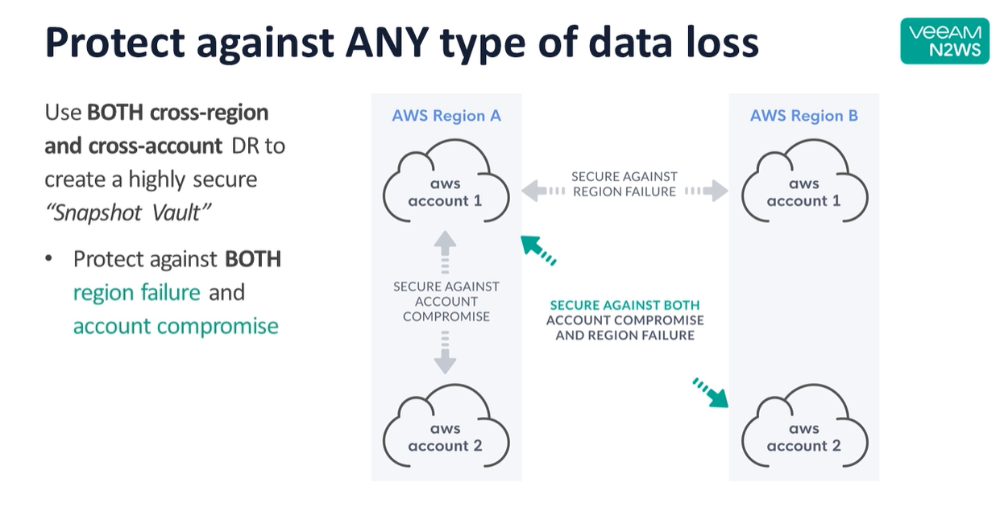 Protect against ANY type of data loss
VEEAM
N2WS
Use BOTH cross-region
and cross-account DR to
create a highly secure
“Snapshot Vault”
• Protect against BOTH
region failure and
account compromise
AWS Region A
aws
account 1
SECURE AGAINST
REGION FAILURE
AWS Region B
aws
account 1
SECURE AGAINST
ACCOUNT
COMPROMISE
SECURE AGAINST BOTH
ACCOUNT COMPROMISE
AND REGION FAILURE
aws
account 2
aws
account 2